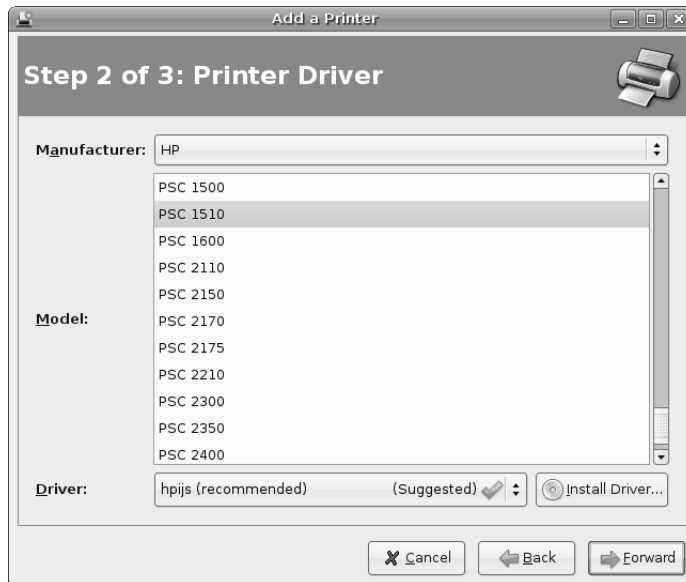 Add a Printer
Step 2 of 3: Printer Driver
Manufacturer: HP
PSC 1500
PSC 1510
PSC 1600
PSC 2110
PSC 2150
Model: PSC 2170
PSC 2175
PSC 2210
PSC 2300
PSC 2350
PSC 2400
Driver: hpijs (recommended) (Suggested) Install Driver...
Cancel Back Forward